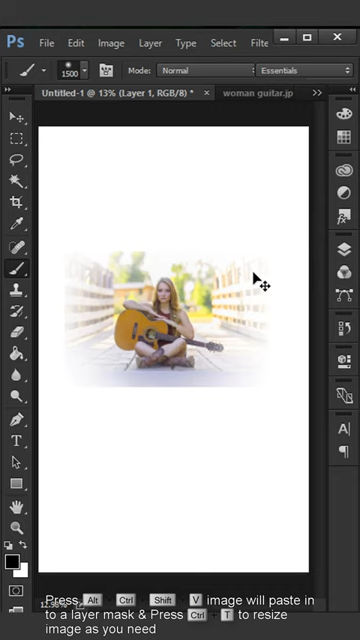 Ps File Edit Image Layer Type Select Filte
1500 Mode: Normal Essentials
Untitled-1 @ 13% (Layer 1, RGB/8) * × woman guitar.jp
Press Alt Ctrl Shift V image will paste in
to a layer mask & Press Ctrl + T to resize
image as you need